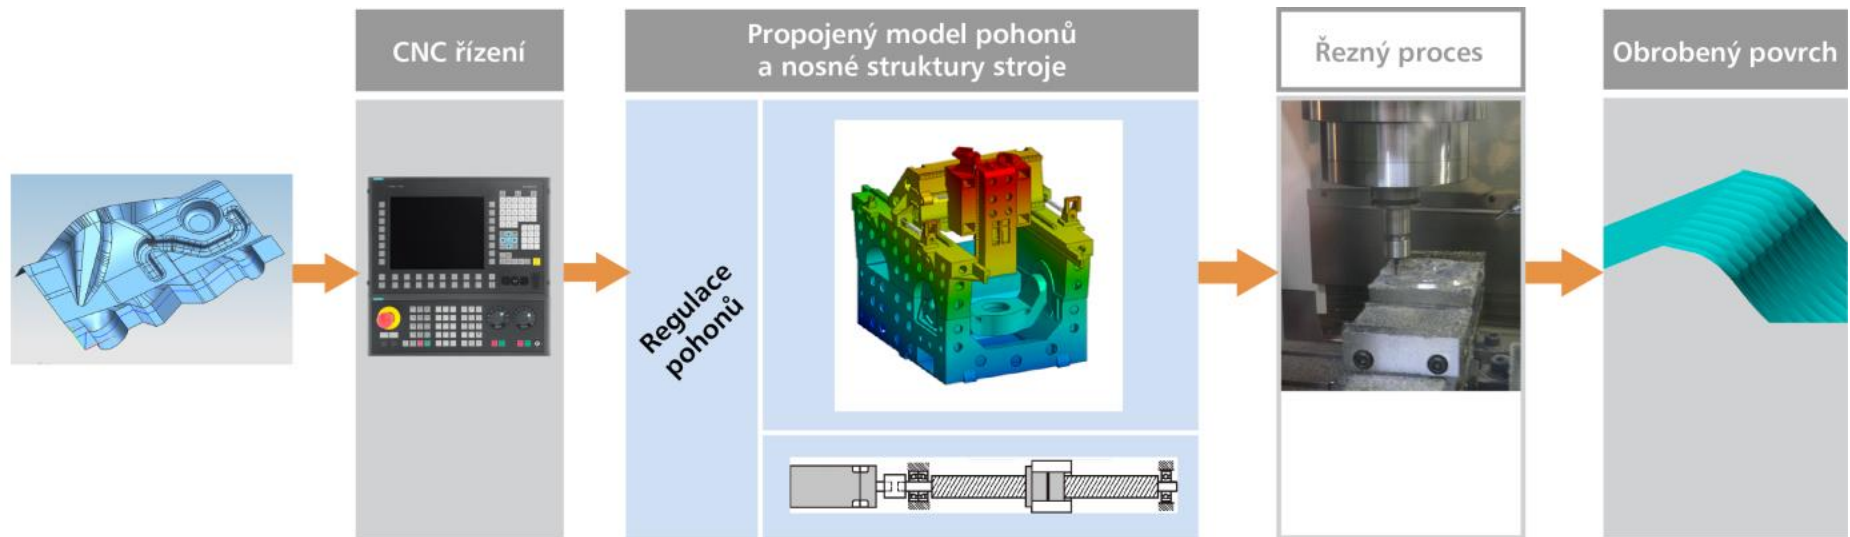 CNC řízení
Propojený model pohonů
a nosné struktury stroje
Řezný proces
Obrobený povrch
Regulace
pohonů